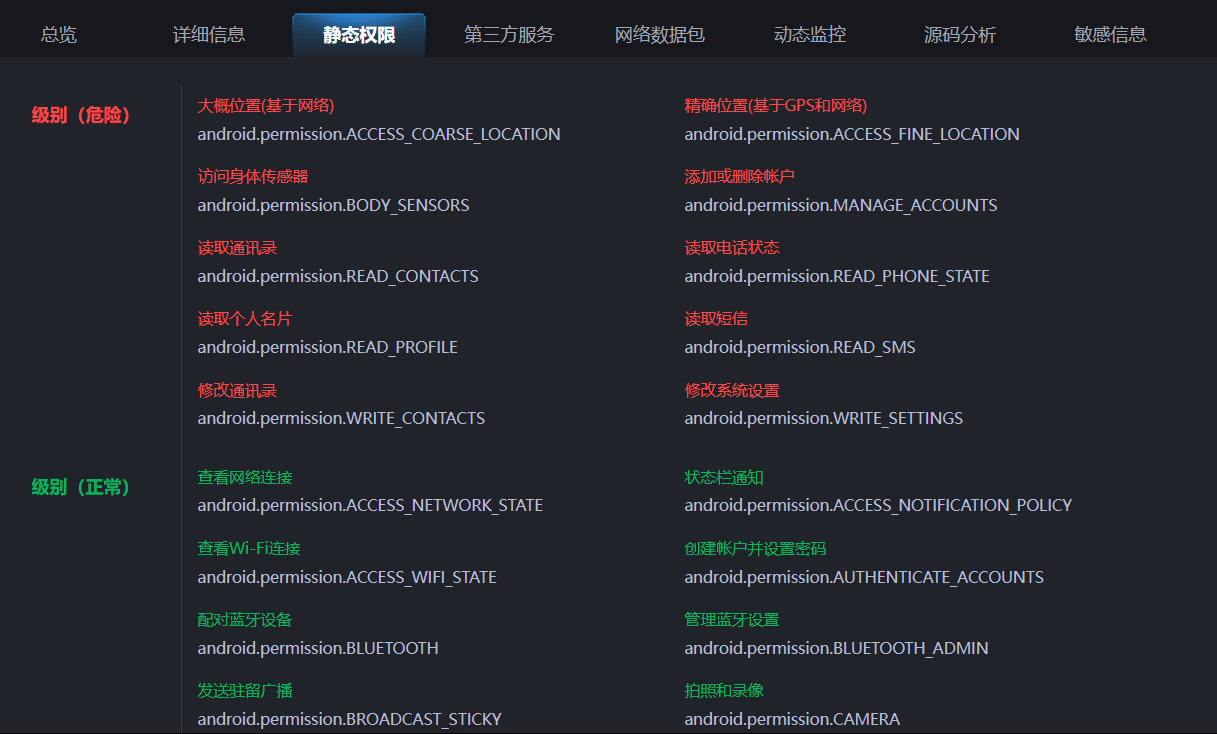 总览
详细信息
静态权限
第三方服务
网络数据包
动态监控
源码分析
敏感信息
级别（危险）
大概位置(基于网络)
android.permission.ACCESS_COARSE_LOCATION
精确位置(基于GPS和网络)
android.permission.ACCESS_FINE_LOCATION
访问身体传感器
android.permission.BODY_SENSORS
添加或删除帐户
android.permission.MANAGE_ACCOUNTS
读取通讯录
android.permission.READ_CONTACTS
读取电话状态
android.permission.READ_PHONE_STATE
读取个人名片
android.permission.READ_PROFILE
读取短信
android.permission.READ_SMS
修改通讯录
android.permission.WRITE_CONTACTS
修改系统设置
android.permission.WRITE_SETTINGS
级别（正常）
查看网络连接
android.permission.ACCESS_NETWORK_STATE
状态栏通知
android.permission.ACCESS_NOTIFICATION_POLICY
查看Wi-Fi连接
android.permission.ACCESS_WIFI_STATE
创建帐户并设置密码
android.permission.AUTHENTICATE_ACCOUNTS
配对蓝牙设备
android.permission.BLUETOOTH
管理蓝牙设置
android.permission.BLUETOOTH_ADMIN
发送驻留广播
android.permission.BROADCAST_STICKY
拍照和录像
android.permission.CAMERA